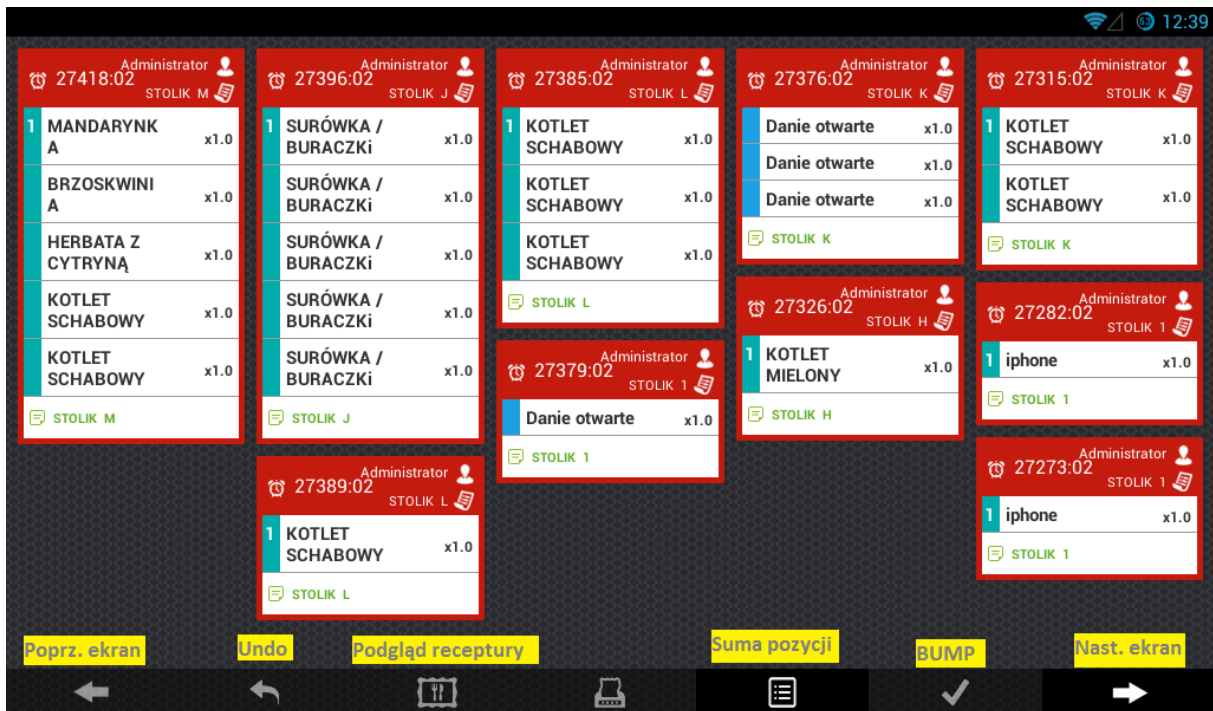 53 12:39
Administrator
27418:02
STOLIK M
1 MANDARYNK
A x1.0
BRZOSKWINI
A x1.0
HERBATA Z
CYTRYNĄ x1.0
KOTLET
SCHABOWY x1.0
KOTLET
SCHABOWY x1.0
STOLIK M
Administrator
27396:02
STOLIK J
1 SURÓWKA /
BURACZKi x1.0
SURÓWKA /
BURACZKi x1.0
SURÓWKA /
BURACZKi x1.0
SURÓWKA /
BURACZKi x1.0
SURÓWKA /
BURACZKi x1.0
STOLIK J
Administrator
27389:02
STOLIK L
1 KOTLET
SCHABOWY x1.0
STOLIK L
Administrator
27385:02
STOLIK L
1 KOTLET
SCHABOWY x1.0
KOTLET
SCHABOWY x1.0
KOTLET
SCHABOWY x1.0
STOLIK L
Administrator
27379:02
STOLIK 1
Danie otwarte x1.0
STOLIK 1
Administrator
27376:02
STOLIK K
Danie otwarte x1.0
Danie otwarte x1.0
Danie otwarte x1.0
STOLIK K
Administrator
27326:02
STOLIK H
1 KOTLET
MIELONY x1.0
STOLIK H
Administrator
27315:02
STOLIK K
1 KOTLET
SCHABOWY x1.0
KOTLET
SCHABOWY x1.0
STOLIK K
Administrator
27282:02
STOLIK 1
1 iphone x1.0
STOLIK 1
Administrator
27273:02
STOLIK 1
1 iphone x1.0
STOLIK 1
Poprz. ekran
Undo
Podgląd receptury
Suma pozycji
BUMP
Nast. ekran